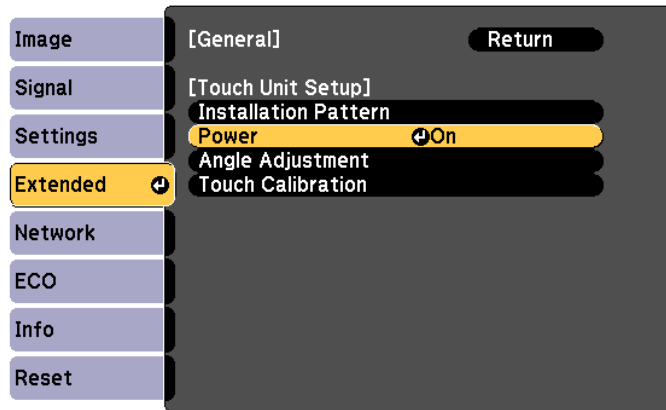 Image
Signal
Settings
Extended
Network
ECO
Info
Reset
[General] Return
[Touch Unit Setup]
Installation Pattern
Power On
Angle Adjustment
Touch Calibration